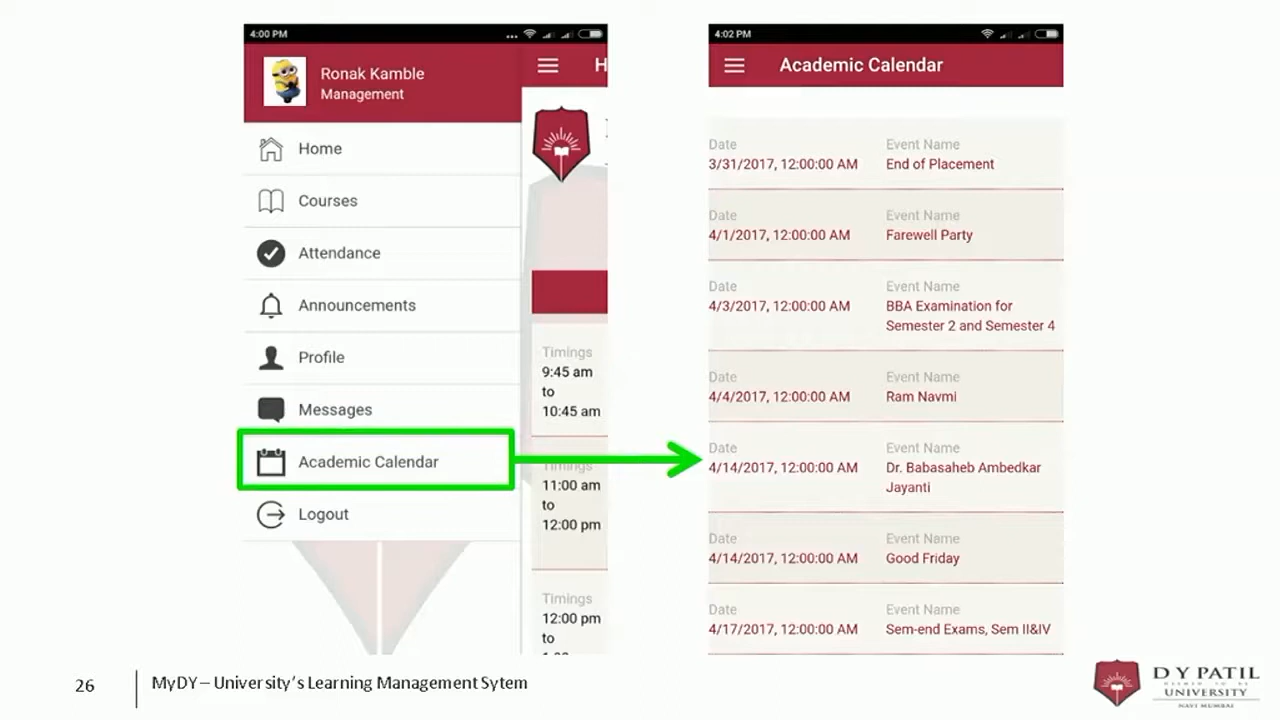 4:00 PM
Ronak Kamble
Management
H
Home
Courses
Attendance
Announcements
Profile
Messages
Academic Calendar
Logout
Timings
9:45 am
to
10:45 am
Timings
11:00 am
to
12:00 pm
Timings
12:00 pm
to
4:02 PM
Academic Calendar
Date Event Name
3/31/2017, 12:00:00 AM End of Placement
Date Event Name
4/1/2017, 12:00:00 AM Farewell Party
Date Event Name
4/3/2017, 12:00:00 AM BBA Examination for
Semester 2 and Semester 4
Date Event Name
4/4/2017, 12:00:00 AM Ram Navmi
Date Event Name
4/14/2017, 12:00:00 AM Dr. Babasaheb Ambedkar
Jayanti
Date Event Name
4/14/2017, 12:00:00 AM Good Friday
Date Event Name
4/17/2017, 12:00:00 AM Sem-end Exams, Sem II&IV
26
MyDY – University's Learning Management Sytem
D Y PATIL
UNIVERSITY
NAVI MUMBAI